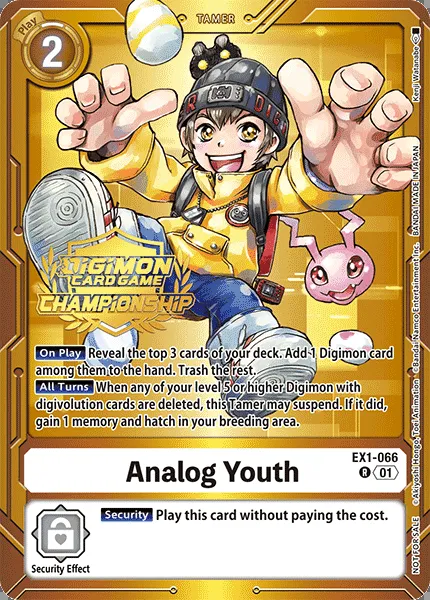 TAMER
Play
2
DIGIMON
CARD GAME
CHAMPIONSHIP
On Play Reveal the top 3 cards of your deck. Add 1 Digimon card
among them to the hand. Trash the rest.
All Turns When any of your level 5 or higher Digimon with
digivolution cards are deleted, this Tamer may suspend. If it did,
gain 1 memory and hatch in your breeding area.
EX1-066
R 01
Analog Youth
Security Play this card without paying the cost.
Security Effect
Kenji Watanabe
NOT FOR SALE ©Akiyoshi Hongo, Toei Animation ©Bandai Namco Entertainment Inc. BANDAI MADE IN JAPAN